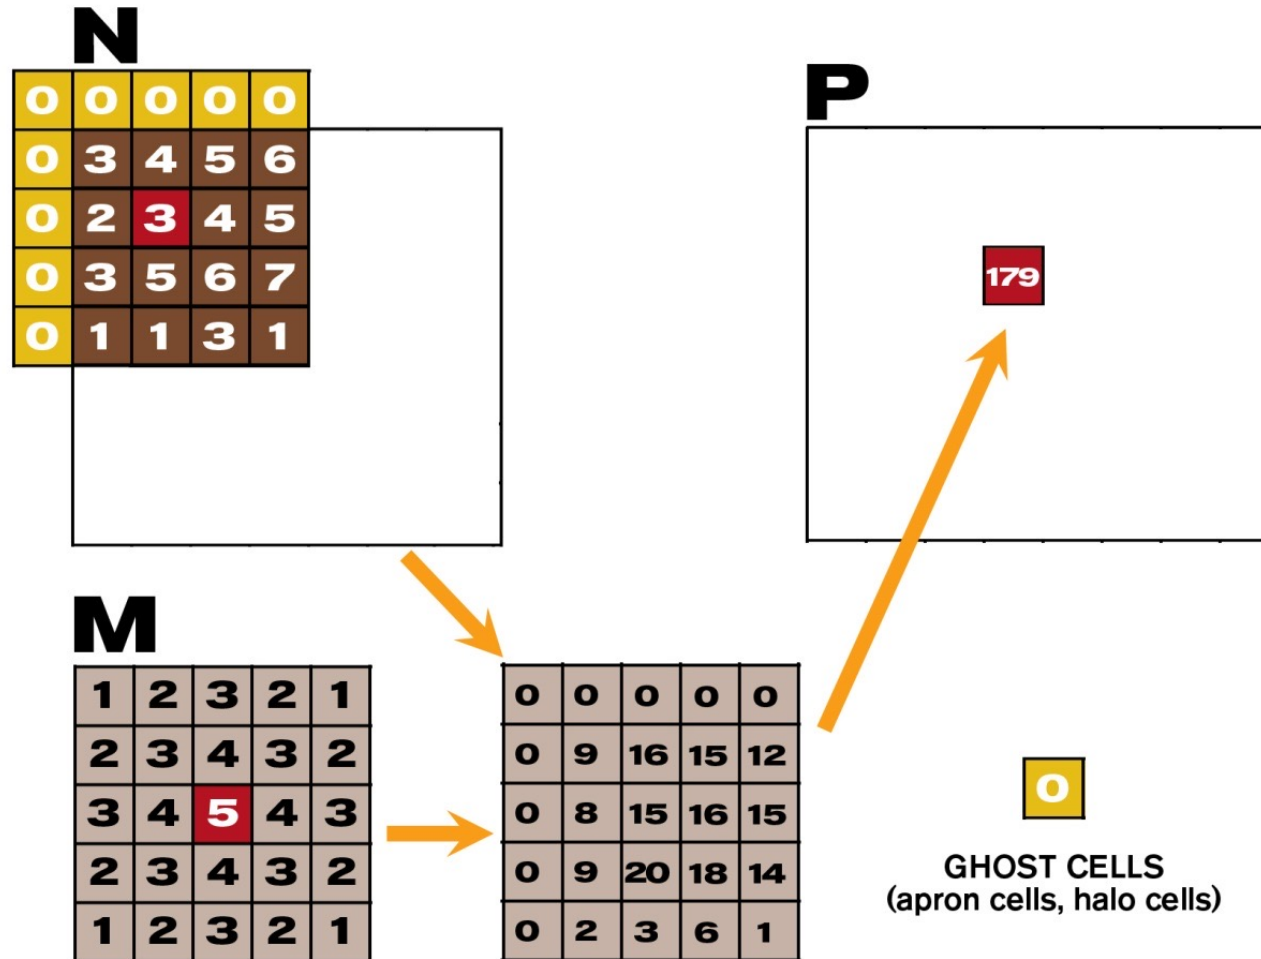 N
0 0 0 0 0
0 3 4 5 6
0 2 3 4 5
0 3 5 6 7
0 1 1 3 1
P
179
M
1 2 3 2 1
2 3 4 3 2
3 4 5 4 3
2 3 4 3 2
1 2 3 2 1
0 0 0 0 0
0 9 16 15 12
0 8 15 16 15
0 9 20 18 14
0 2 3 6 1
0
GHOST CELLS
(apron cells, halo cells)